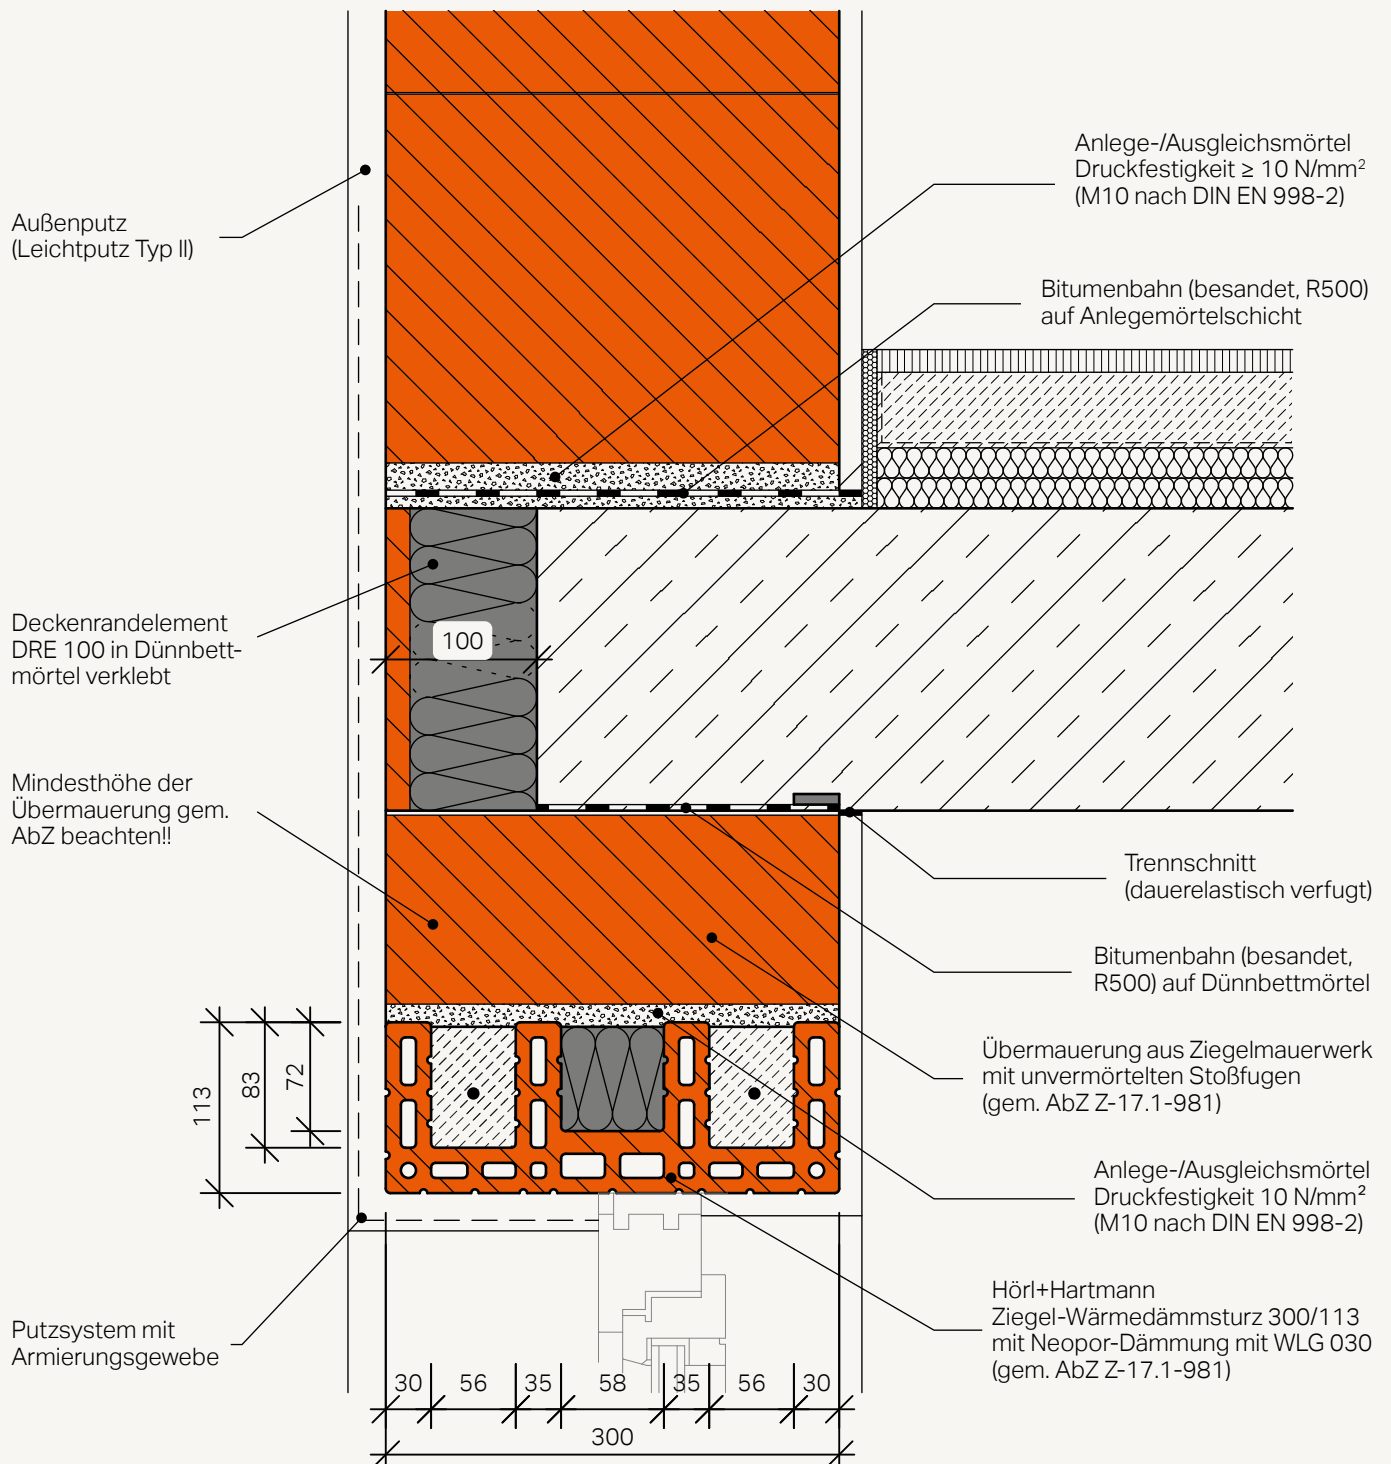 Anlege-/Ausgleichsmörtel
Druckfestigkeit ≥ 10 N/mm²
(M10 nach DIN EN 998-2)
Außenputz
(Leichtputz Typ II)
Bitumenbahn (besandet, R500)
auf Anlegemörtelschicht
Deckenrandelement
DRE 100 in Dünnbett-
mörtel verklebt
100
Mindesthöhe der
Übermauerung gem.
AbZ beachten!!
Trennschnitt
(dauerelastisch verfugt)
Bitumenbahn (besandet,
R500) auf Dünnbettmörtel
Übermauerung aus Ziegelmauerwerk
mit unvermörtelten Stoßfugen
(gem. AbZ Z-17.1-981)
113
83
72
Anlege-/Ausgleichsmörtel
Druckfestigkeit 10 N/mm²
(M10 nach DIN EN 998-2)
Hörl+Hartmann
Ziegel-Wärmedämmsturz 300/113
mit Neopor-Dämmung mit WLG 030
(gem. AbZ Z-17.1-981)
Putzsystem mit
Armierungsgewebe
30 56 35 58 35 56 30
300